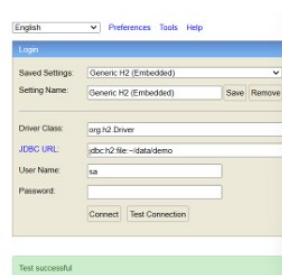 English Preferences Tools Help
Login
Saved Settings: Generic H2 (Embedded)
Setting Name: Generic H2 (Embedded) Save Remove
Driver Class: org.h2.Driver
JDBC URL: jdbc:h2:file:~/data/demo
User Name: sa
Password:
Connect Test Connection
Test successful